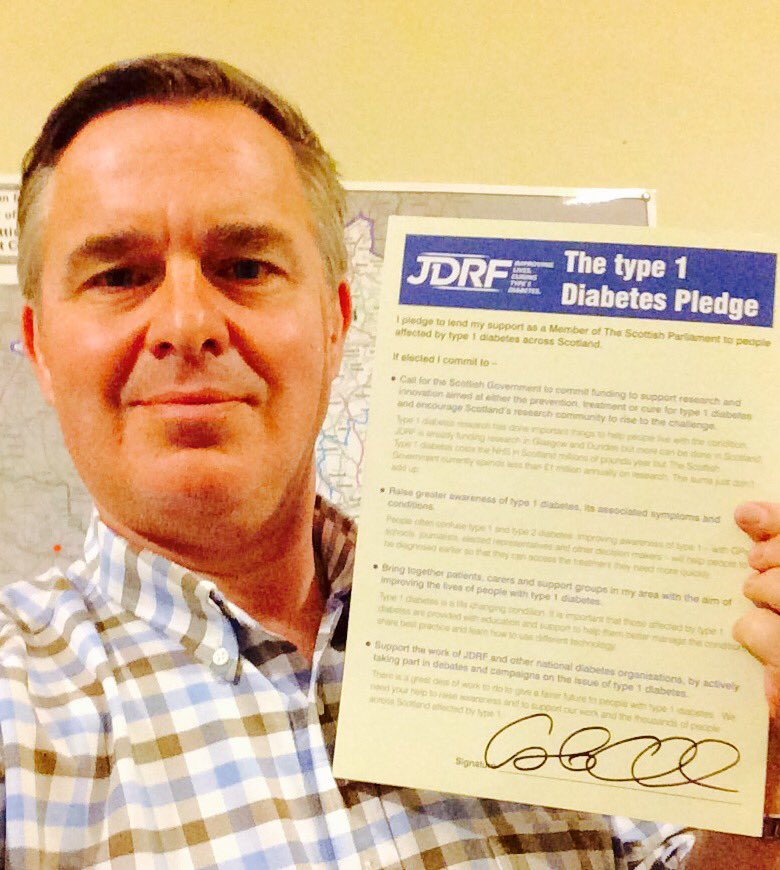 JDRF IMPROVING
LIVES. CURING
TYPE 1
DIABETES.
The type 1
Diabetes Pledge
I pledge to lend my support as a Member of The Scottish Parliament to people
affected by type 1 diabetes across Scotland.
If elected I commit to –
• Call for the Scottish Government to commit funding to support research and
innovation aimed at either the prevention, treatment or cure for type 1 diabetes
and encourage Scotland's research community to rise to the challenge.
Type 1 diabetes research has done important things to help people live with the condition.
JDRF is already funding research in Glasgow and Dundee but more can be done in Scotland.
Type 1 diabetes costs the NHS in Scotland millions of pounds year but The Scottish
Government currently spends less than £1 million annually on research. The sums just don't
add up.
• Raise greater awareness of type 1 diabetes, its associated symptoms and
conditions.
People often confuse type 1 and type 2 diabetes. Improving awareness of type 1 – with GPs
schools, journalists, elected representatives and other decision makers – will help people to
be diagnosed earlier so that they can access the treatment they need more quickly.
• Bring together patients, carers and support groups in my area with the aim of
improving the lives of people with type 1 diabetes.
Type 1 diabetes is a life changing condition. It is important that those affected by type 1
diabetes are provided with education and support to help them better manage the condition
share best practice and learn how to use different technology.
• Support the work of JDRF and other national diabetes organisations, by actively
taking part in debates and campaigns on the issue of type 1 diabetes.
There is a great deal of work to do to give a fairer future to people with type 1 diabetes. We
need your help to raise awareness and to support our work and the thousands of people
across Scotland affected by type 1.